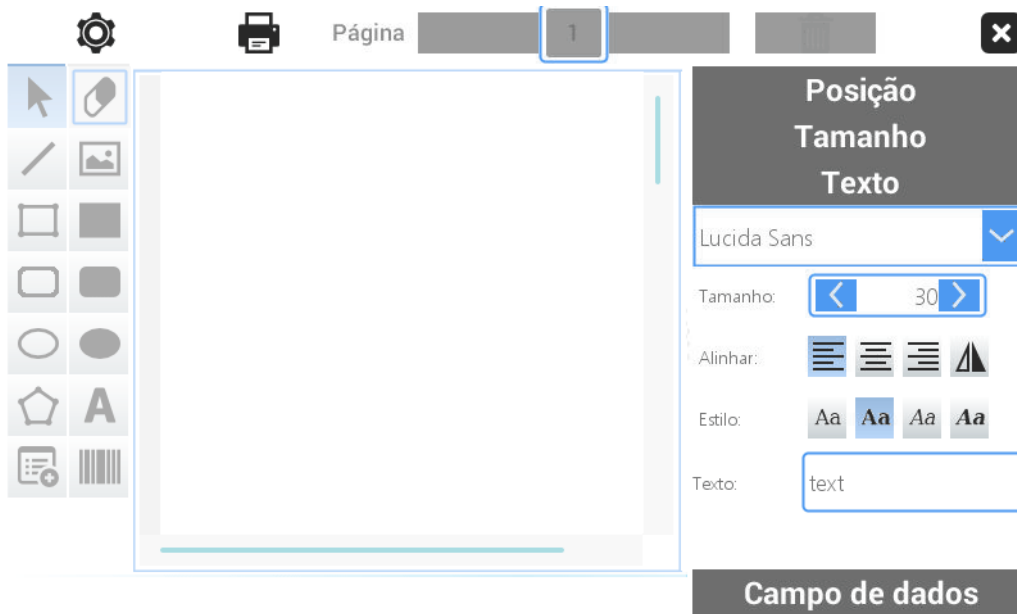 Página 1
Posição
Tamanho
Texto
Lucida Sans
Tamanho: 30
Alinhar:
Estilo: Aa Aa Aa Aa
Texto: text
A
Campo de dados